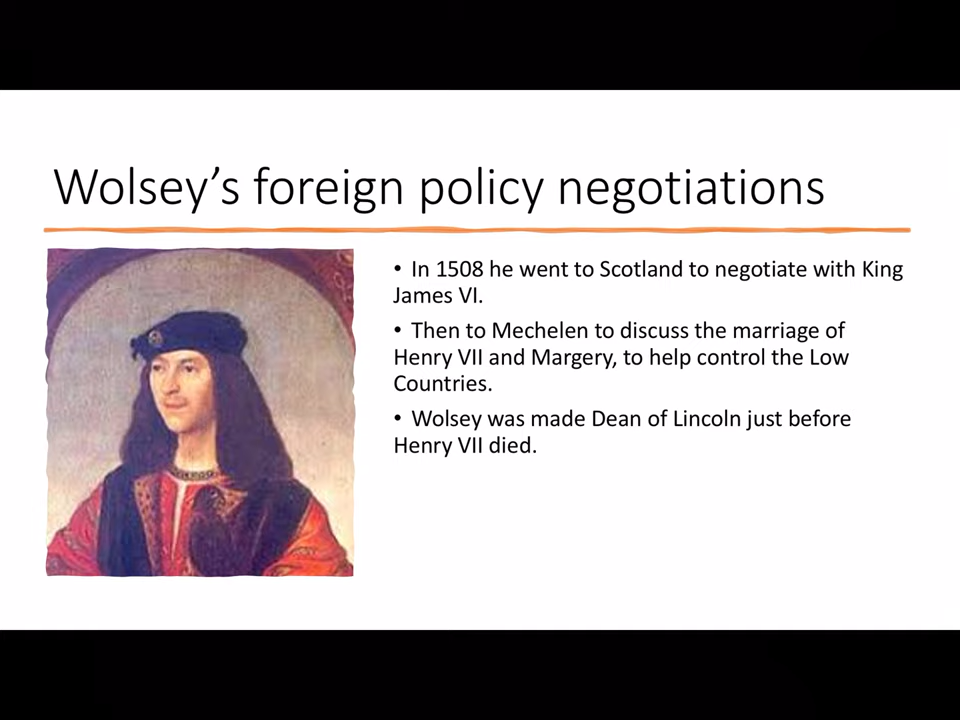 Wolsey’s foreign policy negotiations
• In 1508 he went to Scotland to negotiate with King
James VI.
• Then to Mechelen to discuss the marriage of
Henry VII and Margery, to help control the Low
Countries.
• Wolsey was made Dean of Lincoln just before
Henry VII died.